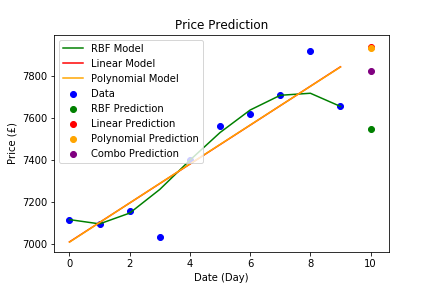 Price Prediction
Price (£)
7800
7600
7400
7200
7000
RBF Model
Linear Model
Polynomial Model
Data
RBF Prediction
Linear Prediction
Polynomial Prediction
Combo Prediction
0
2
4
6
8
10
Date (Day)